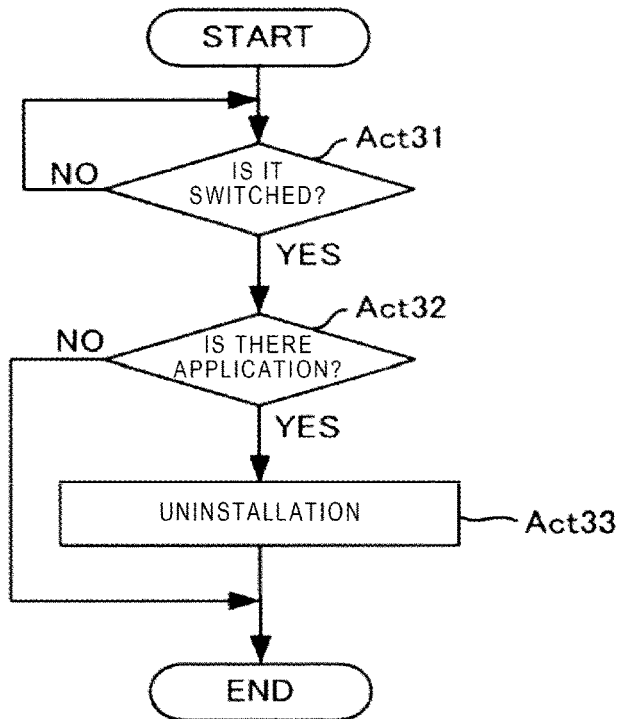 START
Act31
NO
IS IT
SWITCHED?
YES
Act32
NO
IS THERE
APPLICATION?
YES
UNINSTALLATION
Act33
END